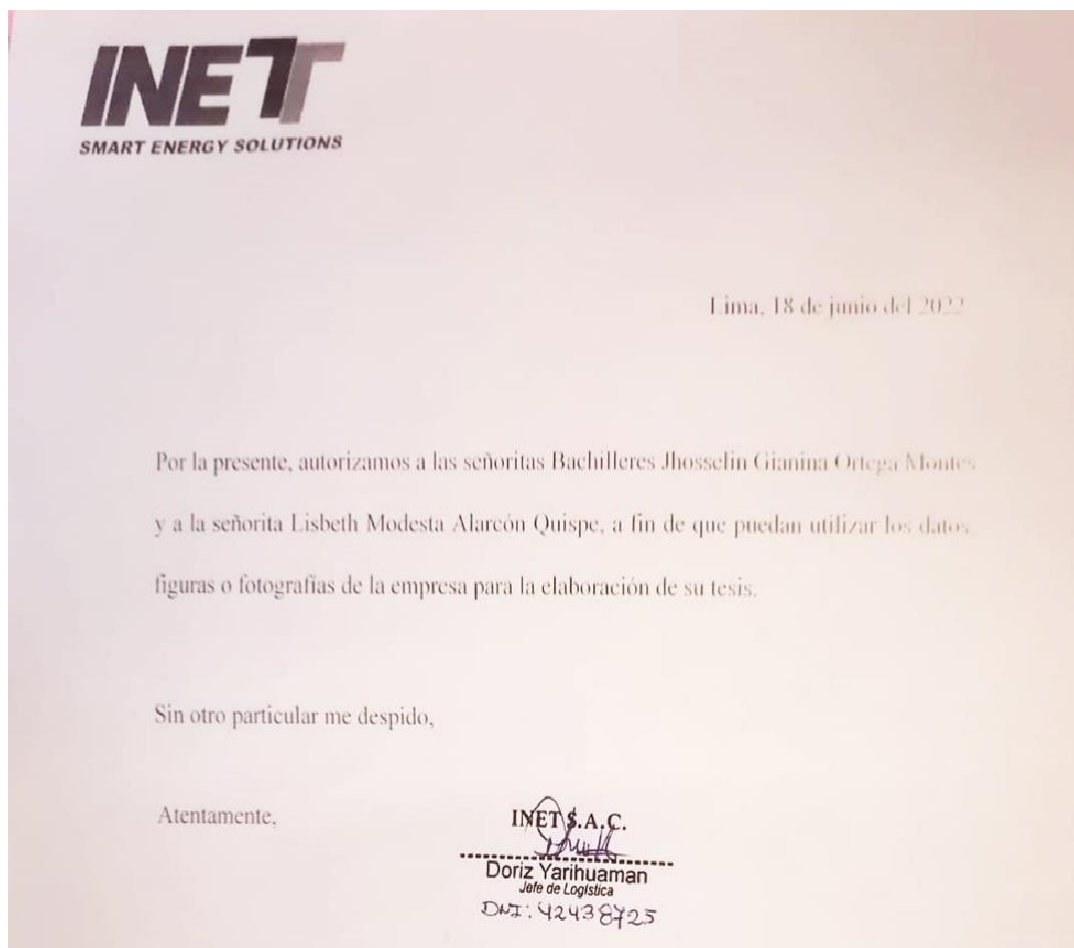 INET
SMART ENERGY SOLUTIONS
Lima, 18 de junio del 2022
Por la presente, autorizamos a las señoritas Bachilleres Jhosselin Gianina Ortega Montes
y a la señorita Lisbeth Modesta Alarcón Quispe, a fin de que puedan utilizar los datos,
figuras o fotografías de la empresa para la elaboración de su tesis.
Sin otro particular me despido,
Atentamente,
INET S.A.C.
Doriz Yarihuaman
Jefe de Logística
DNI: 42438725